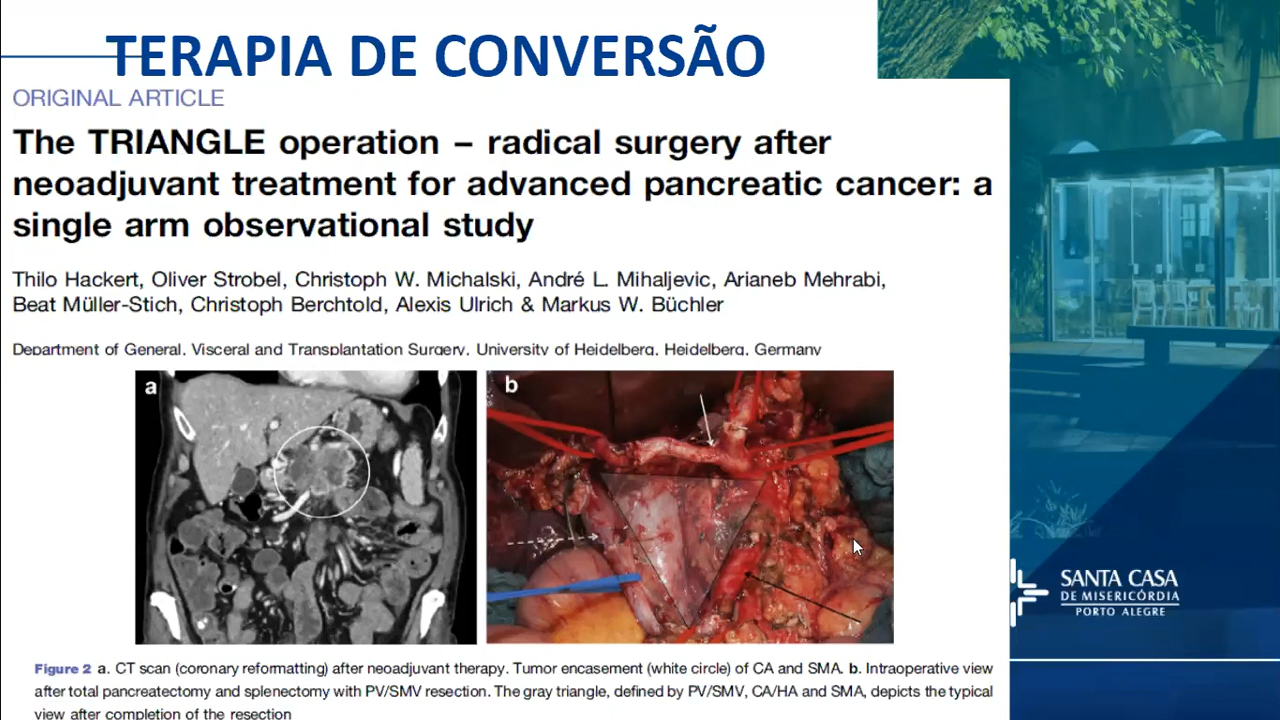 TERAPIA DE CONVERSÃO
ORIGINAL ARTICLE
The TRIANGLE operation – radical surgery after
neoadjuvant treatment for advanced pancreatic cancer: a
single arm observational study
Thilo Hackert, Oliver Strobel, Christoph W. Michalski, André L. Mihaljevic, Arianeb Mehrabi,
Beat Müller-Stich, Christoph Berchtold, Alexis Ulrich & Markus W. Büchler
Department of General, Visceral and Transplantation Surgery, University of Heidelberg, Heidelberg, Germany
a
b
SANTA CASA
DE MISERICÓRDIA
PORTO ALEGRE
Figure 2 a. CT scan (coronary reformatting) after neoadjuvant therapy. Tumor encasement (white circle) of CA and SMA. b. Intraoperative view
after total pancreatectomy and splenectomy with PV/SMV resection. The gray triangle, defined by PV/SMV, CA/HA and SMA, depicts the typical
view after completion of the resection